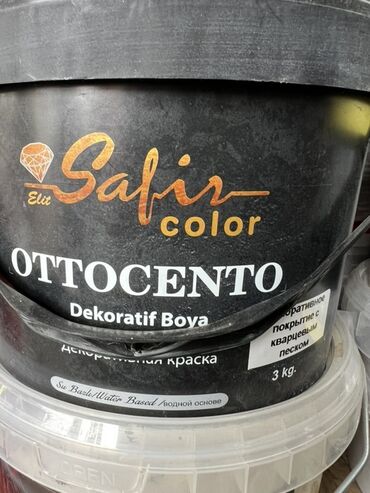 Elit
Safir
color
OTTOCENTO
Dekoratif Boya
декоративная краска
покрытие с
кварцевым
песком
3 kg.
Su Bazlı/Water Based /водной основе